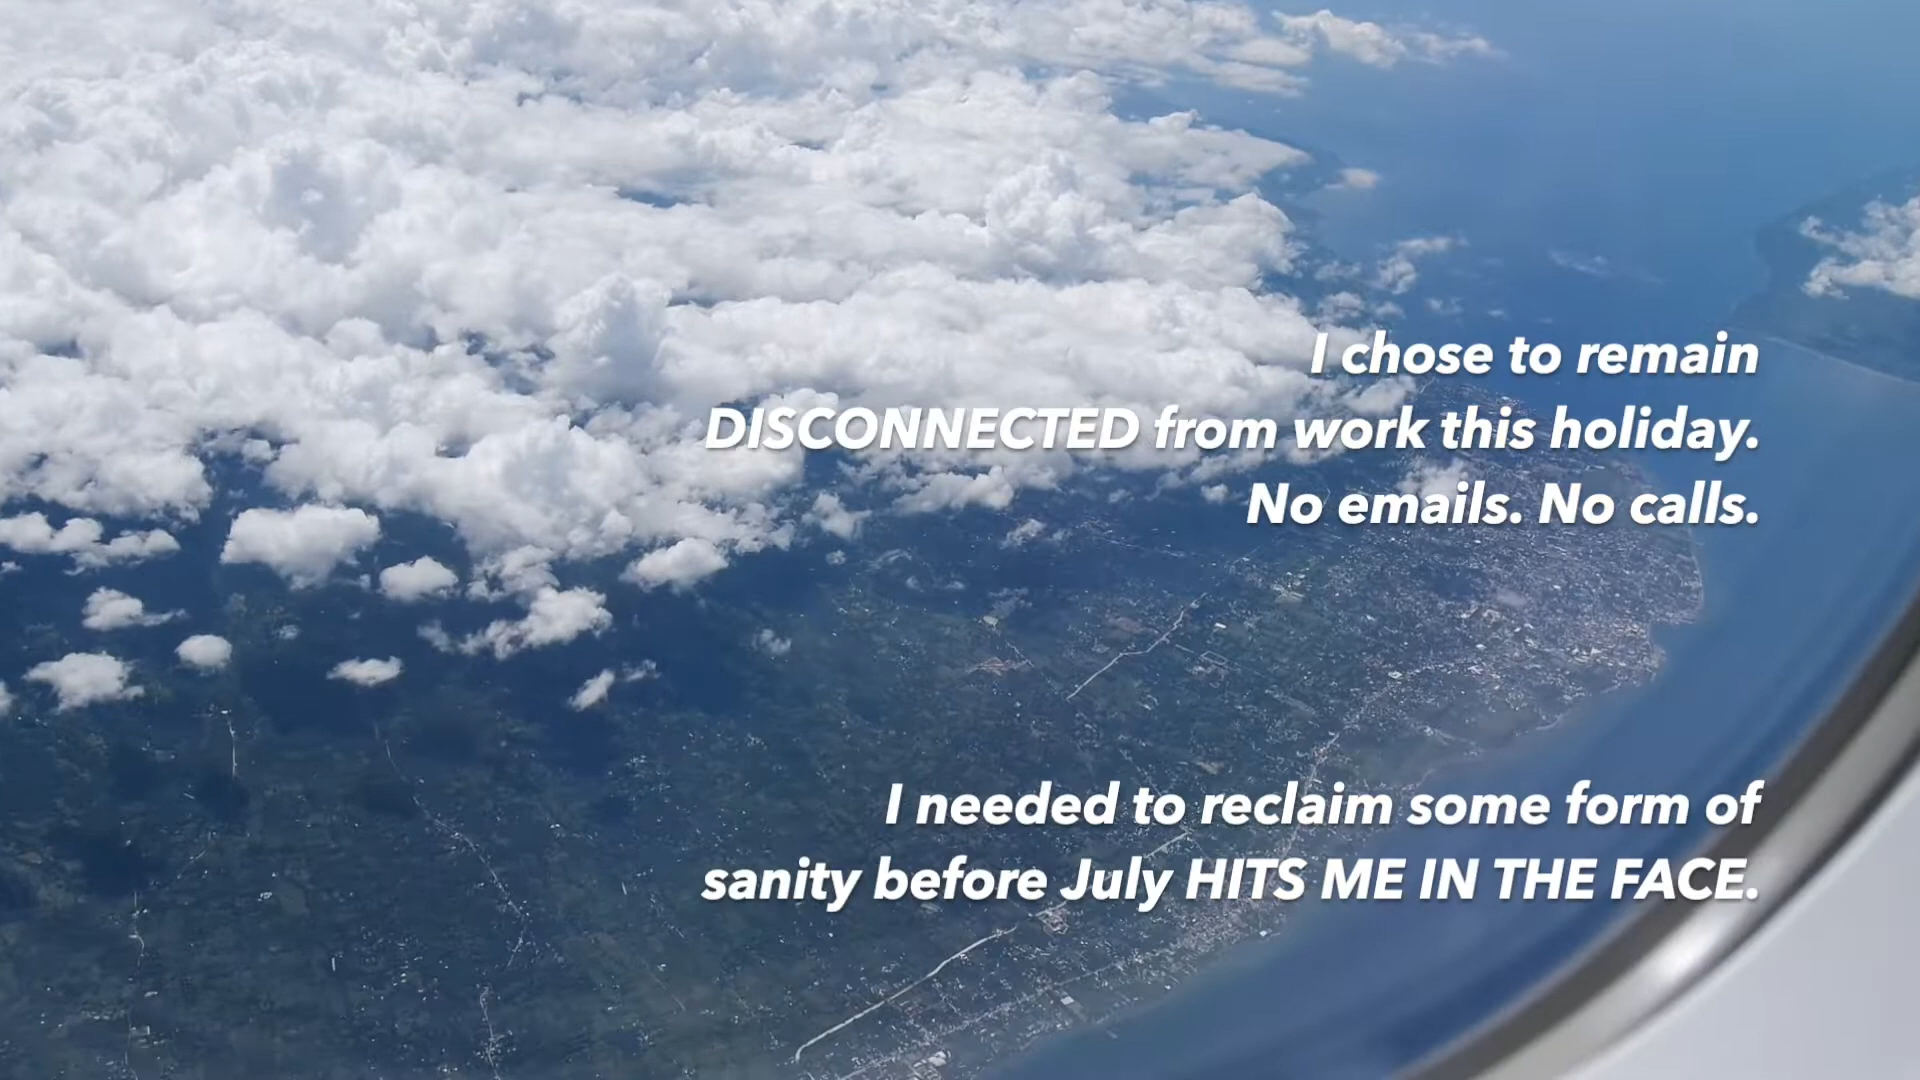 I chose to remain
DISCONNECTED from work this holiday.
No emails. No calls.
I needed to reclaim some form of
sanity before July HITS ME IN THE FACE.